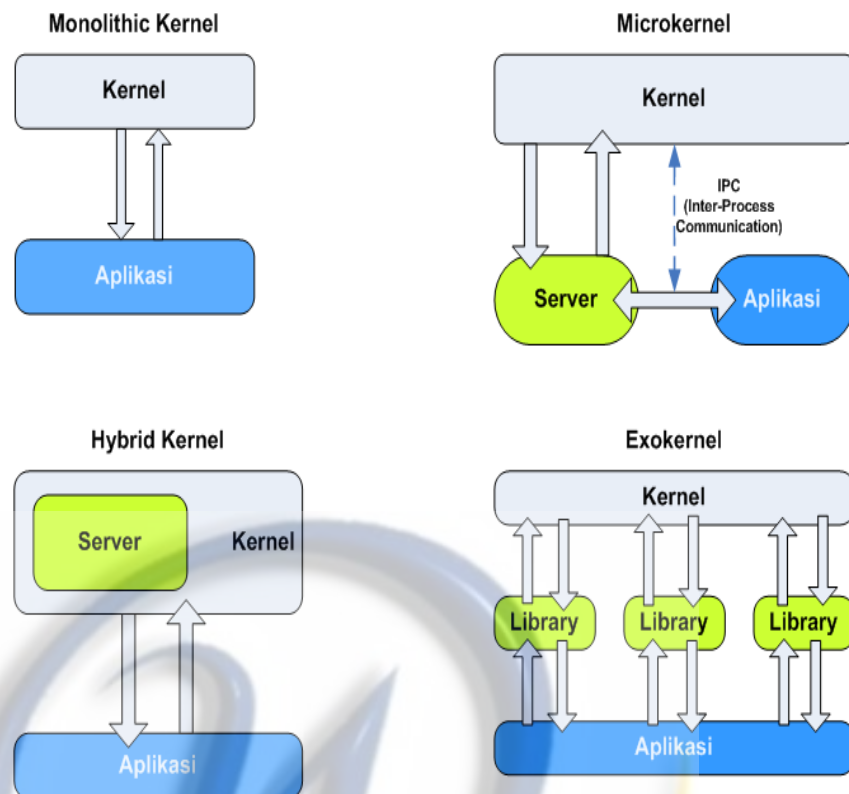 Monolithic Kernel
Kernel
Aplikasi
Microkernel
Kernel
IPC
(Inter-Process
Communication)
Server
Aplikasi
Hybrid Kernel
Server
Kernel
Aplikasi
Exokernel
Kernel
Library
Library
Library
Aplikasi